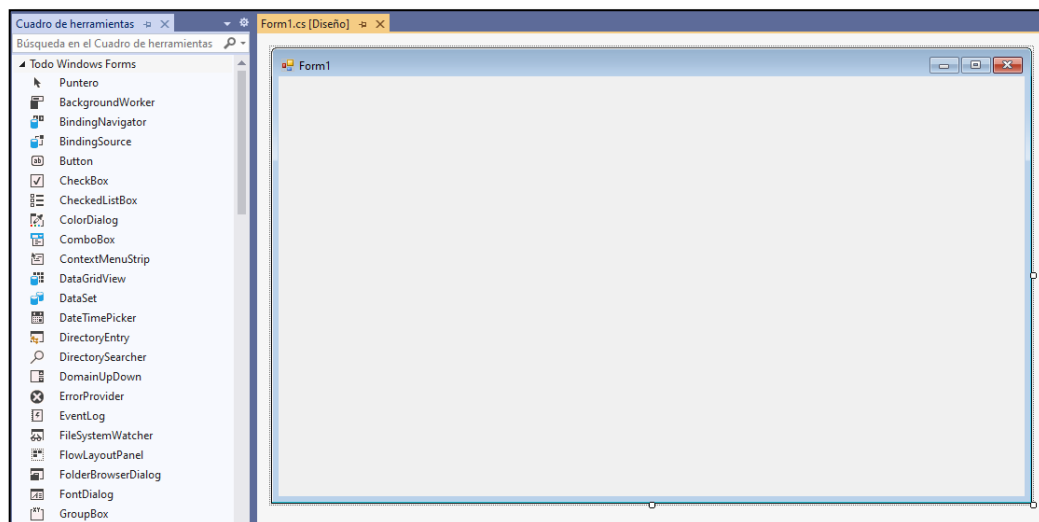 Cuadro de herramientas
Búsqueda en el Cuadro de herramientas
Todo Windows Forms
Puntero
BackgroundWorker
BindingNavigator
BindingSource
Button
CheckBox
CheckedListBox
ColorDialog
ComboBox
ContextMenuStrip
DataGridView
DataSet
DateTimePicker
DirectoryEntry
DirectorySearcher
DomainUpDown
ErrorProvider
EventLog
FileSystemWatcher
FlowLayoutPanel
FolderBrowserDialog
FontDialog
GroupBox
Form1.cs [Diseño]
Form1